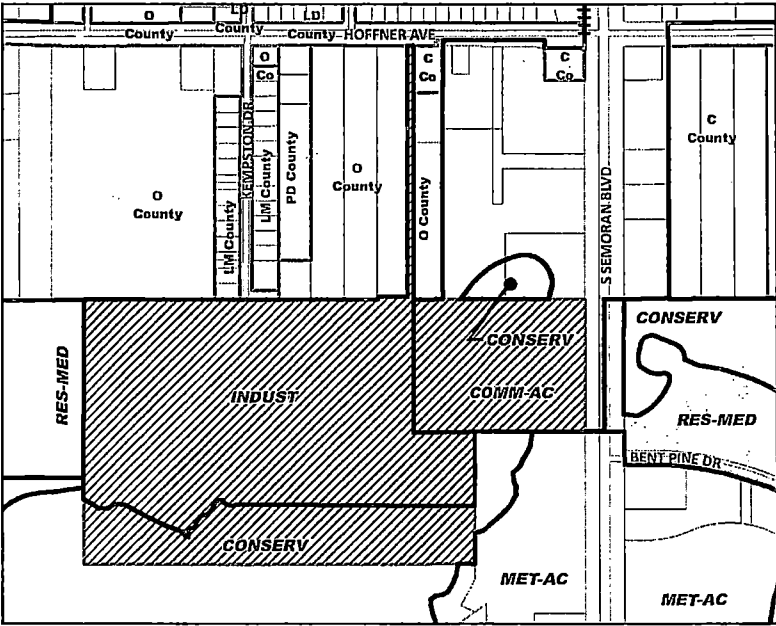 O
County
LD
County
LD
County
HOFFNER AVE
O
Co
C
Co
C
Co
C
County
KEMPSTON DR
LM County
PD County
O
County
O
County
LM County
O County
S SEMORAN BLVD
CONSERV
CONSERV
RES-MED
INDUST
COMM-AC
RES-MED
BENT PINE DR
CONSERV
MET-AC
MET-AC